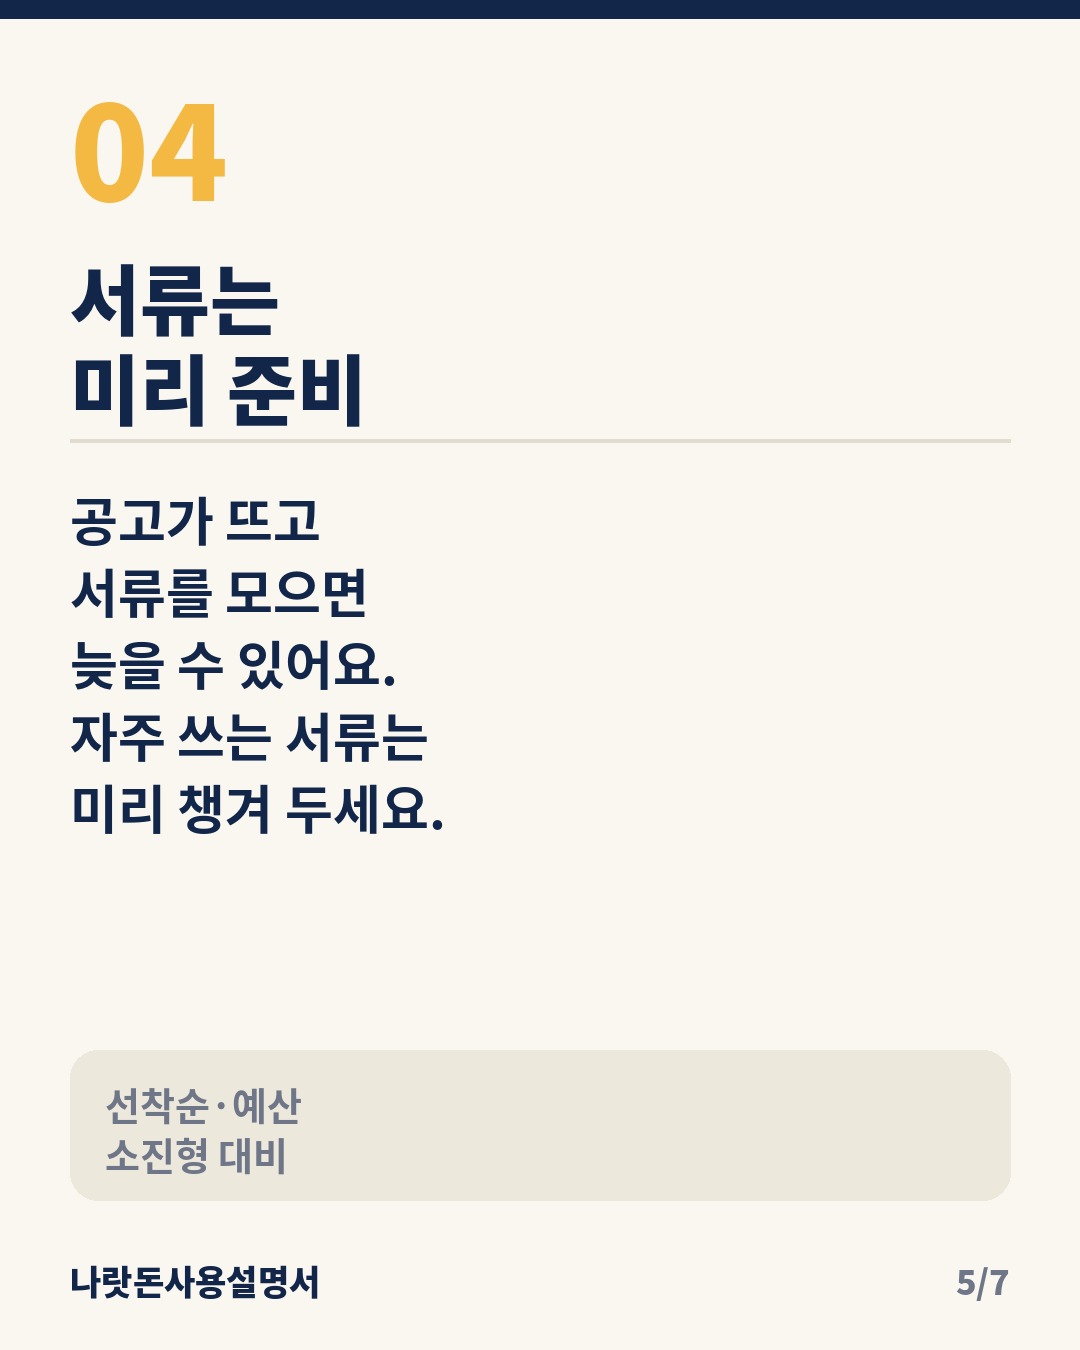 04
서류는
미리 준비
공고가 뜨고
서류를 모으면
늦을 수 있어요.
자주 쓰는 서류는
미리 챙겨 두세요.
선착순·예산
소진형 대비
나랏돈사용설명서
5/7